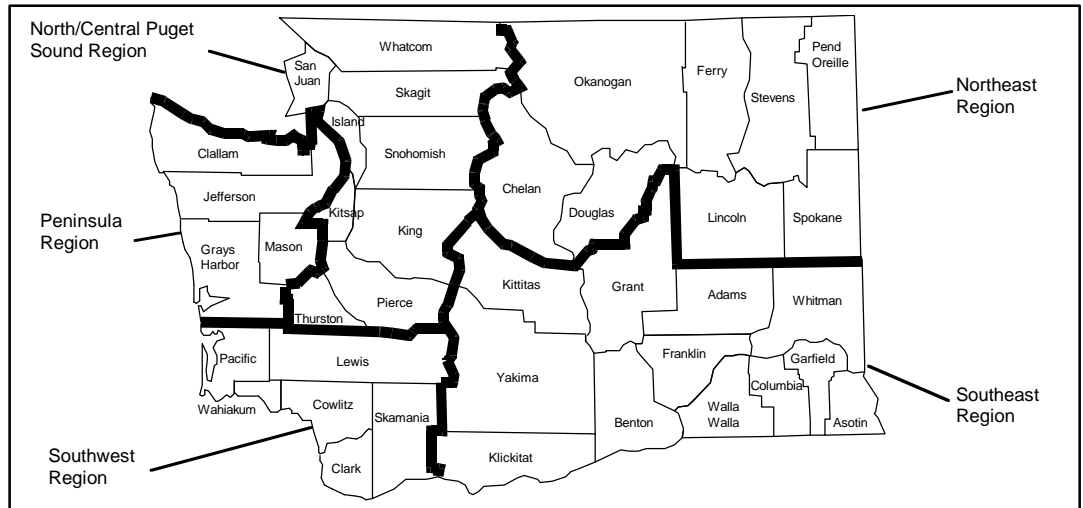 North/Central Puget
Sound Region
Whatcom
San
Juan
Skagit
Okanogan
Ferry
Pend
Oreille
Stevens
Northeast
Region
Island
Clallam
Snohomish
Chelan
Jefferson
Kitsap
Douglas
Lincoln
Spokane
Peninsula
Region
Mason
King
Grays
Harbor
Kittitas
Grant
Adams
Whitman
Pierce
Thurston
Pacific
Lewis
Yakima
Franklin
Garfield
Columbia
Southeast
Region
Wahiakum
Cowlitz
Skamania
Benton
Walla
Walla
Asotin
Southwest
Region
Clark
Klickitat